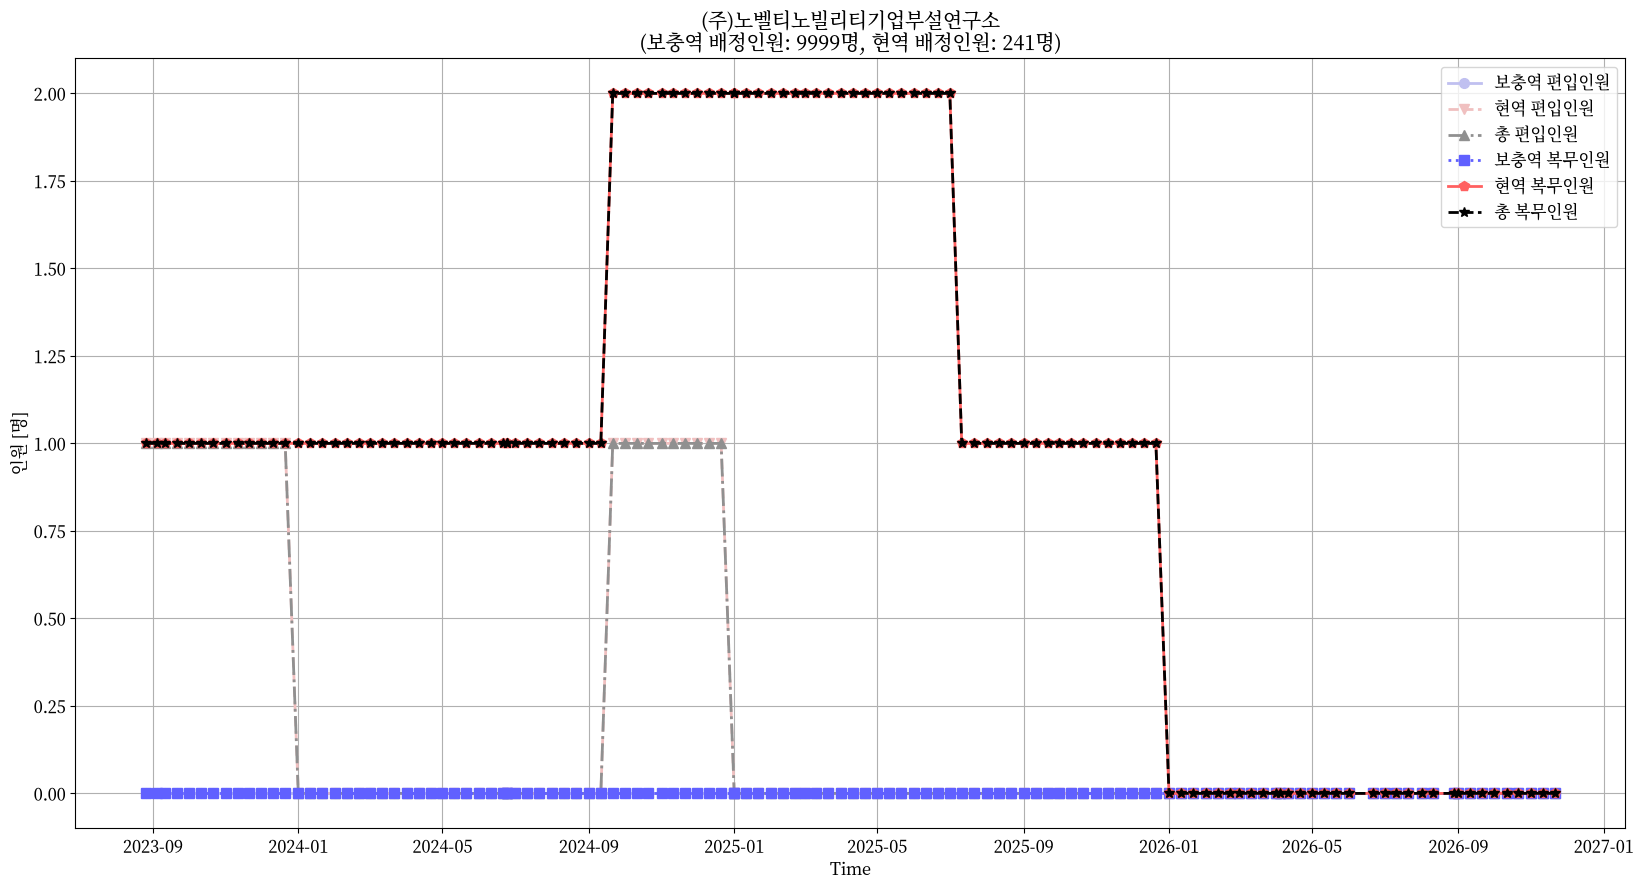 (주)노벨티노빌리티기업부설연구소
(보충역 배정인원: 9999명, 현역 배정인원: 241명)
보충역 편입인원
현역 편입인원
총 편입인원
보충역 복무인원
현역 복무인원
총 복무인원
인원 [명]
2.00
1.75
1.50
1.25
1.00
0.75
0.50
0.25
0.00
2023-09
2024-01
2024-05
2024-09
2025-01
2025-05
2025-09
2026-01
2026-05
2026-09
2027-01
Time